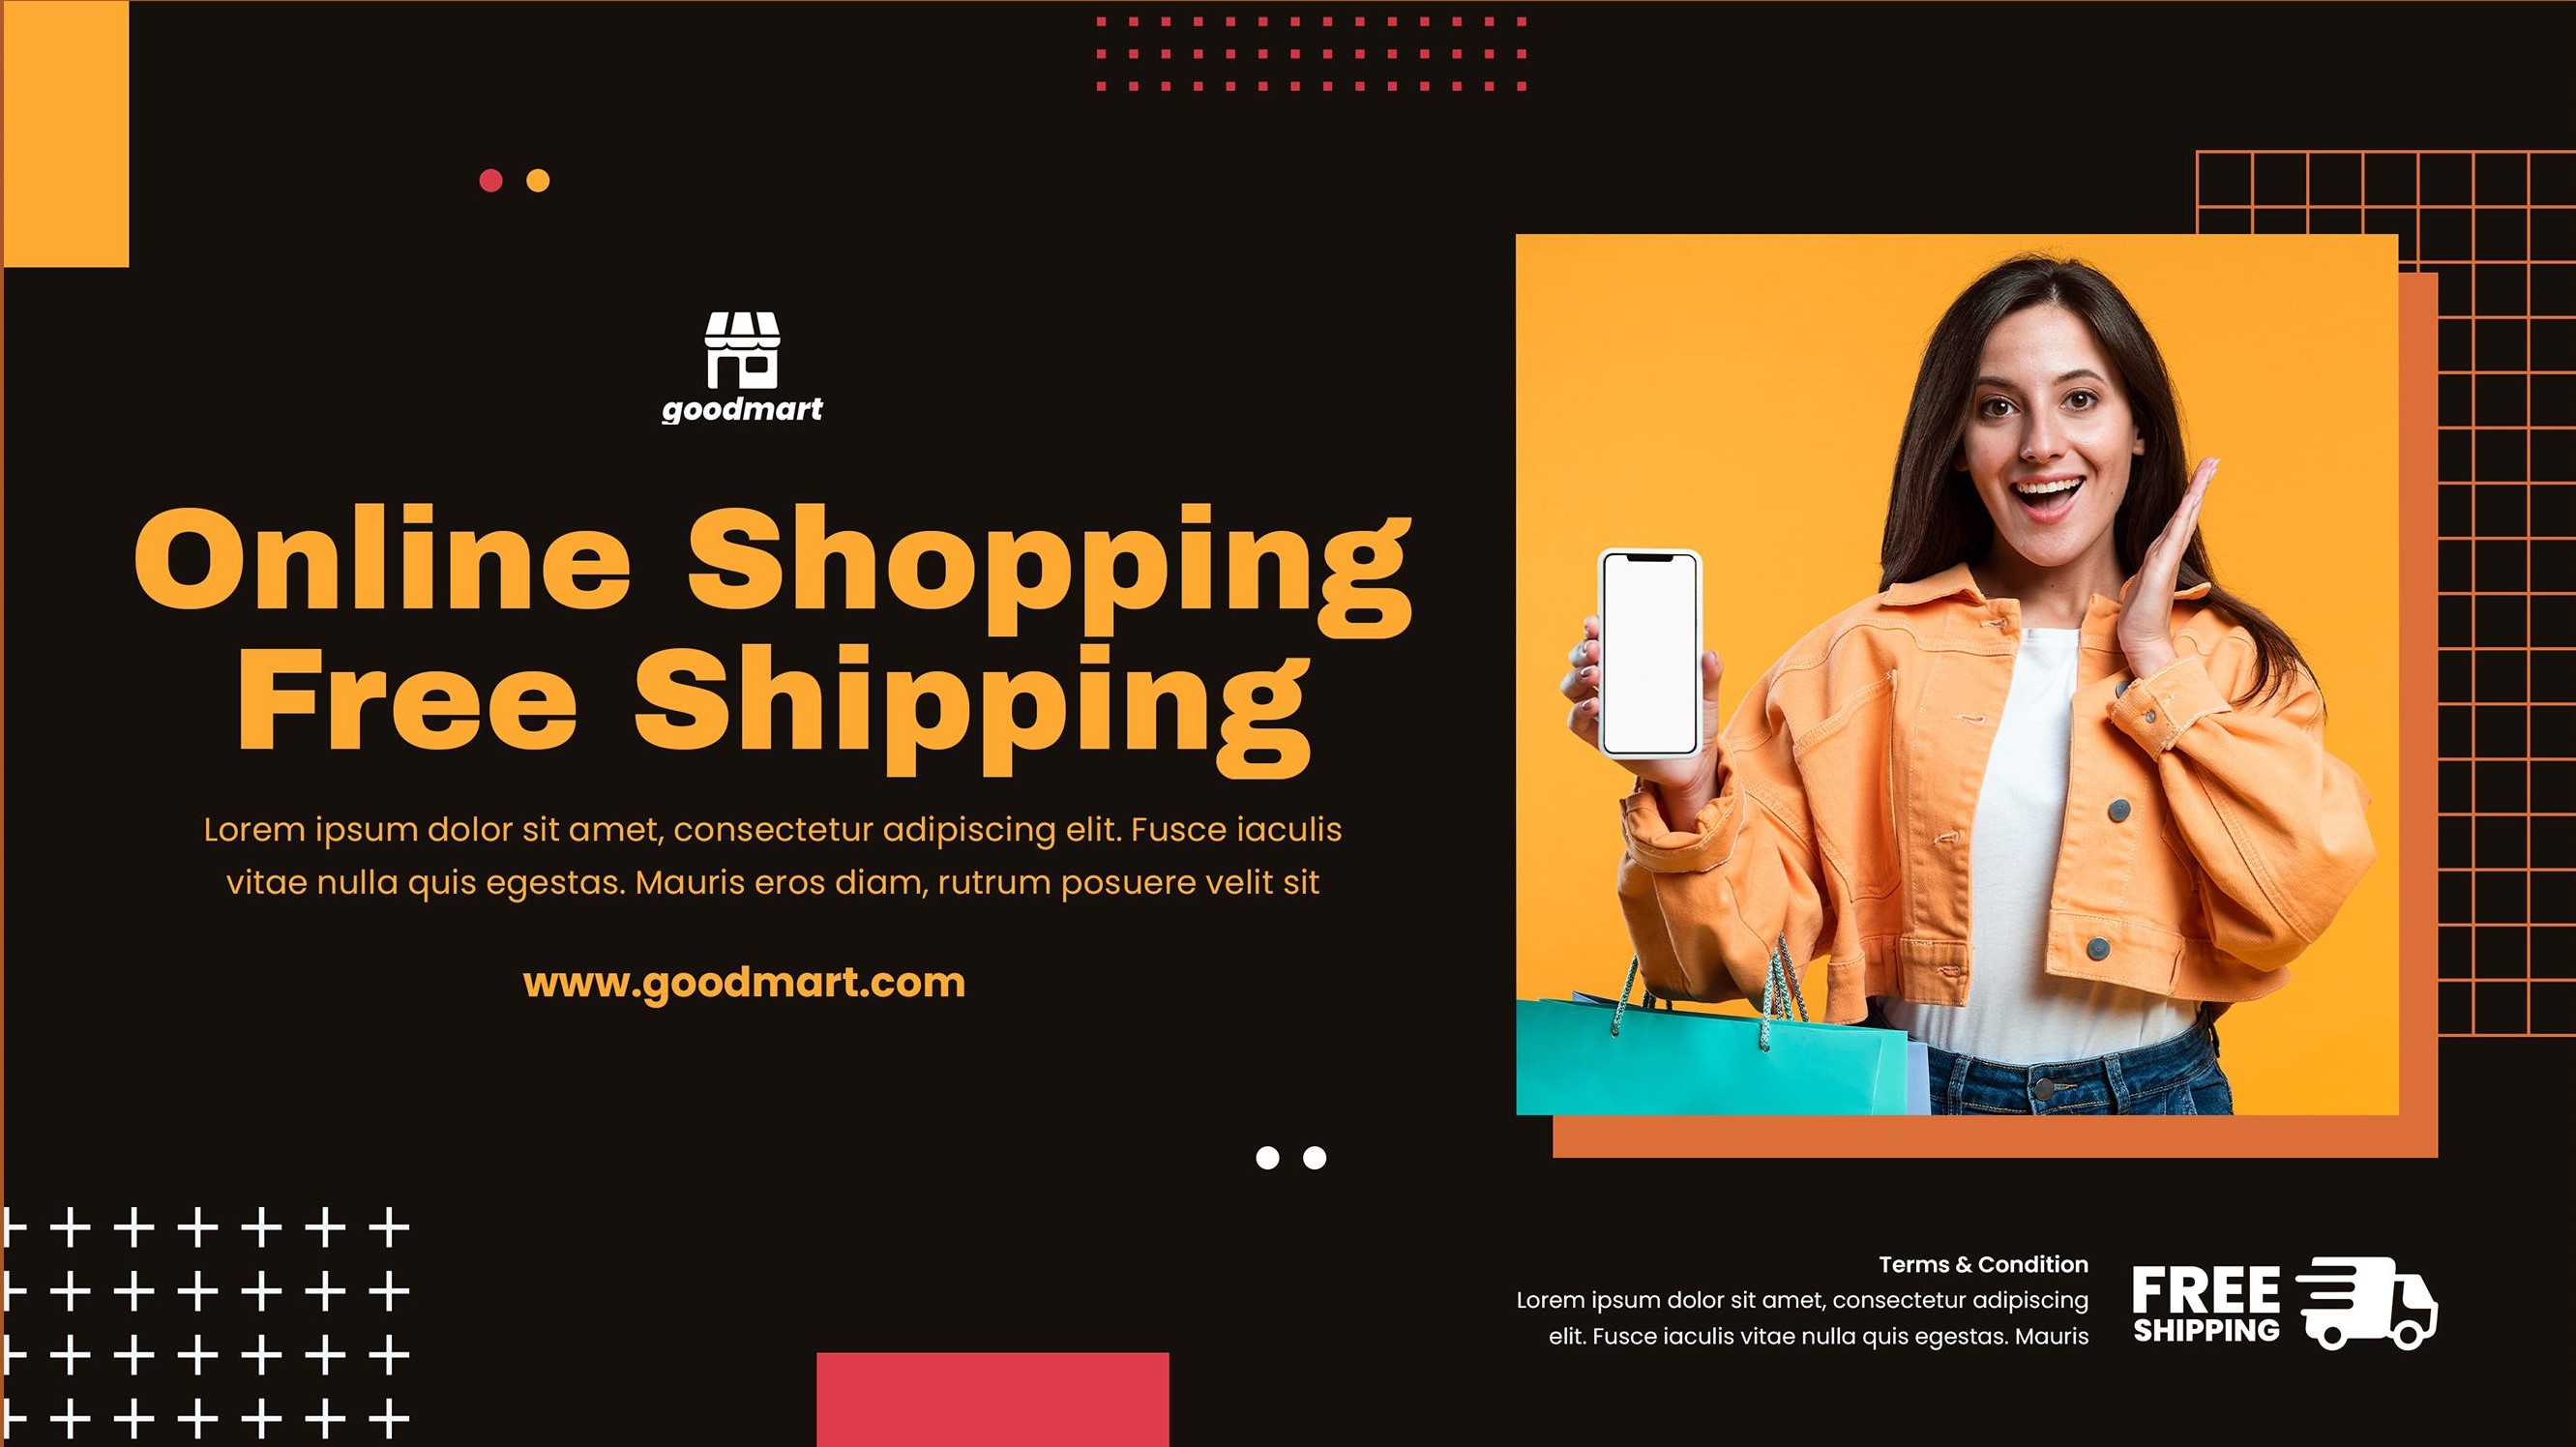 goodmart
Online Shopping
Free Shipping
Lorem ipsum dolor sit amet, consectetur adipiscing elit. Fusce iaculis
vitae nulla quis egestas. Mauris eros diam, rutrum posuere velit sit
www.goodmart.com
Terms & Condition
Lorem ipsum dolor sit amet, consectetur adipiscing
elit. Fusce iaculis vitae nulla quis egestas. Mauris
FREE
SHIPPING